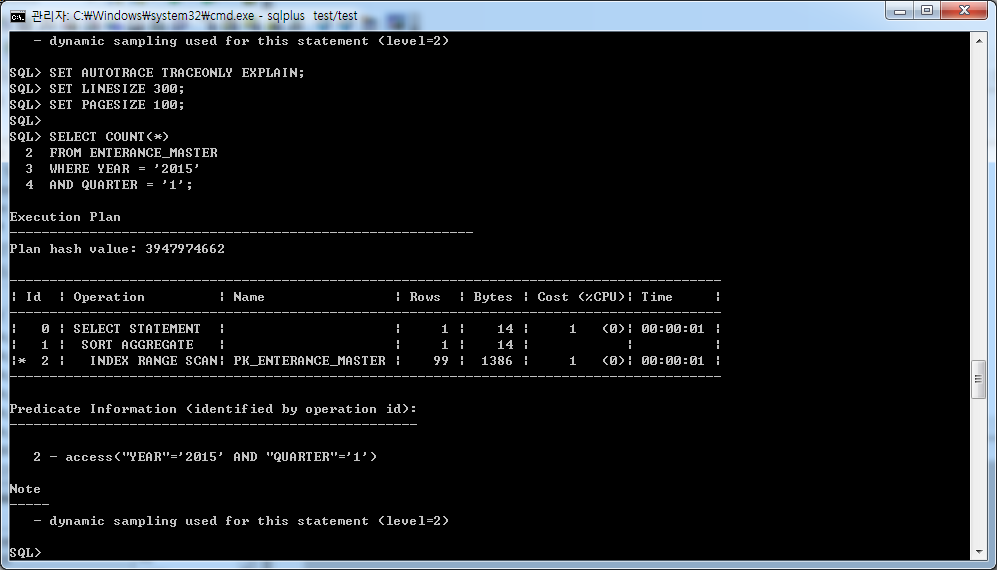 관리자: C:₩Windows₩system32₩cmd.exe - sqlplus  test/test
   - dynamic sampling used for this statement (level=2)
SQL> SET AUTOTRACE TRACEONLY EXPLAIN;
SQL> SET LINESIZE 300;
SQL> SET PAGESIZE 100;
SQL>
SQL> SELECT COUNT(*)
  2  FROM ENTERANCE_MASTER
  3  WHERE YEAR = '2015'
  4  AND QUARTER = '1';
Execution Plan
----------------------------------------------------------
Plan hash value: 3947974662
-----------------------------------------------------------------------------------------
| Id  | Operation         | Name                | Rows  | Bytes | Cost (%CPU)| Time     |
-----------------------------------------------------------------------------------------
|   0 | SELECT STATEMENT  |                     |     1 |    14 |     1   (0)| 00:00:01 |
|   1 |  SORT AGGREGATE   |                     |     1 |    14 |            |          |
|*  2 |   INDEX RANGE SCAN| PK_ENTERANCE_MASTER |    99 |  1386 |     1   (0)| 00:00:01 |
-----------------------------------------------------------------------------------------
Predicate Information (identified by operation id):
---------------------------------------------------
   2 - access("YEAR"='2015' AND "QUARTER"='1')
Note
-----
   - dynamic sampling used for this statement (level=2)
SQL>